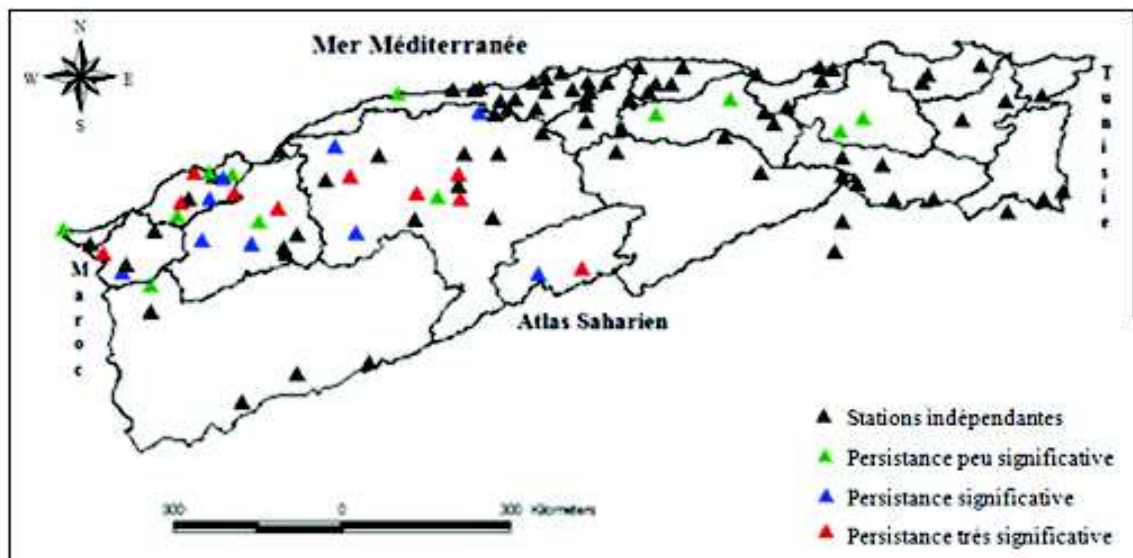 N
Mer Méditerranée
W E
S
Tunisie
Maroc
Atlas Saharien
Stations indépendantes
Persistance peu significative
Persistance significative
Persistance très significative
300 0 300 Kilometers